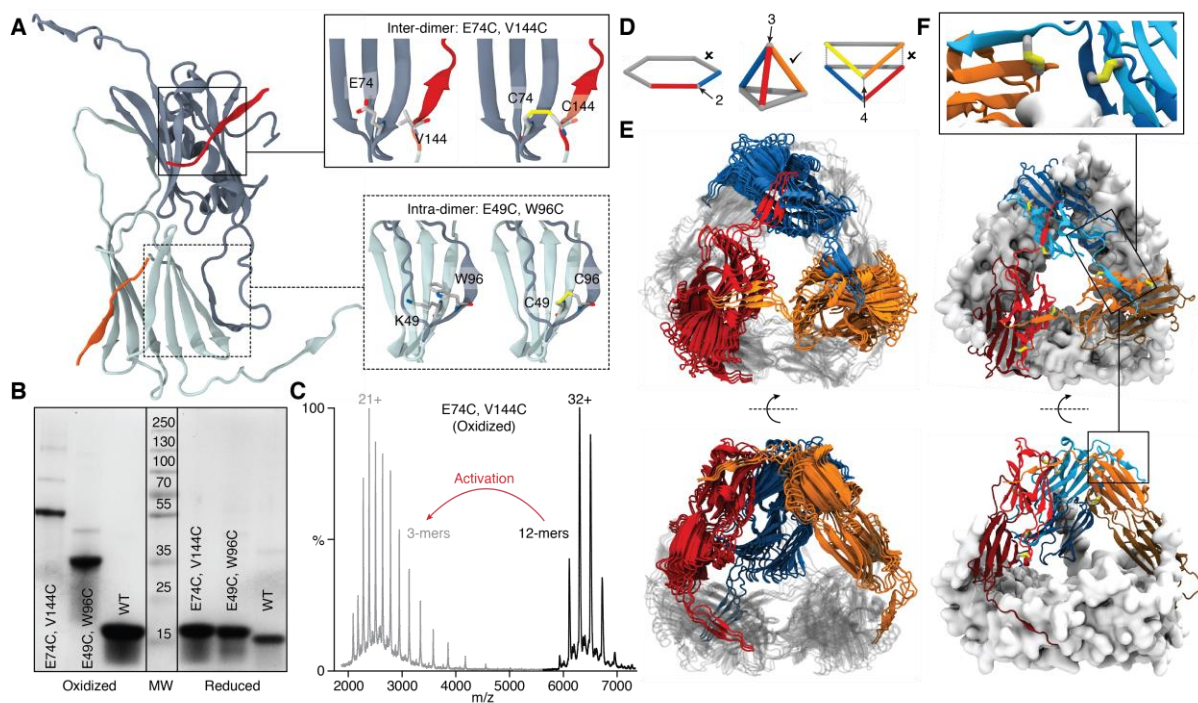 A
Inter-dimer: E74C, V144C
E74
V144
C74
C144
Intra-dimer: E49C, W96C
W96
K49
C96
C49
B
250
130
100
70
55
35
25
15
E74C, V144C
E49C, W96C
WT
E74C, V144C
E49C, W96C
WT
Oxidized
MW
Reduced
C
100
%
0
21+
E74C, V144C
(Oxidized)
32+
Activation
3-mers
12-mers
2000 3000 4000 5000 6000 7000
m/z
D
3
✘
✓
✘
2
4
E
F